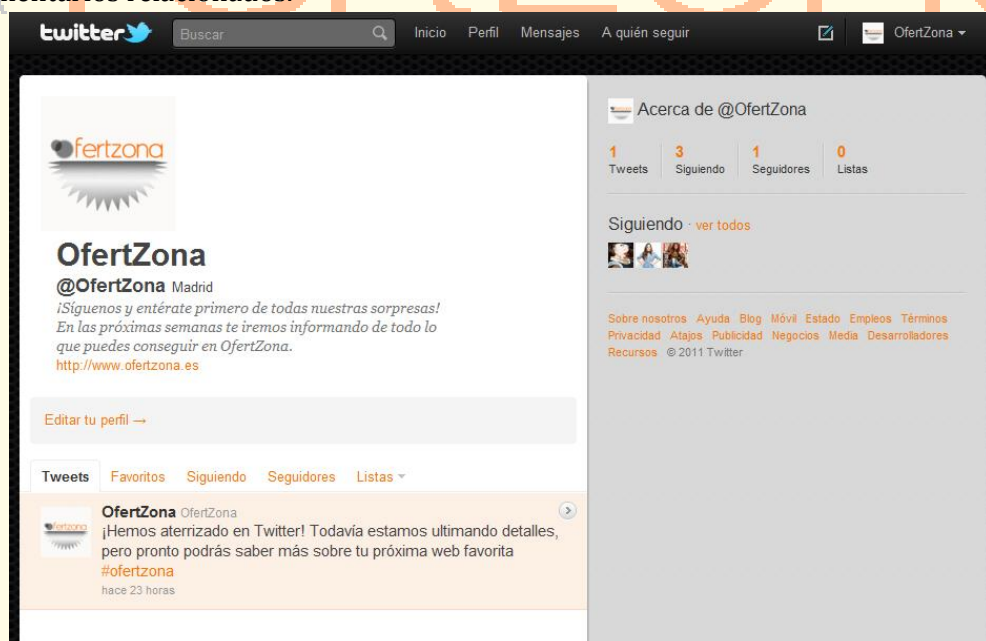 mentarios relacionados.
twitter
Buscar
Inicio Perfil Mensajes A quién seguir
OfertZona
ofertzona
OfertZona
@OfertZona Madrid
¡Síguenos y entérate primero de todas nuestras sorpresas!
En las próximas semanas te iremos informando de todo lo
que puedes conseguir en OfertZona.
http://www.ofertzona.es
Editar tu perfil →
Tweets Favoritos Siguiendo Seguidores Listas
ofertzona
OfertZona OfertZona
¡Hemos aterrizado en Twitter! Todavía estamos ultimando detalles,
pero pronto podrás saber más sobre tu próxima web favorita
#ofertzona
hace 23 horas
Acerca de @OfertZona
1 3 1 0
Tweets Siguiendo Seguidores Listas
Siguiendo · ver todos
Sobre nosotros Ayuda Blog Móvil Estado Empleos Términos
Privacidad Atajos Publicidad Negocios Media Desarrolladores
Recursos © 2011 Twitter